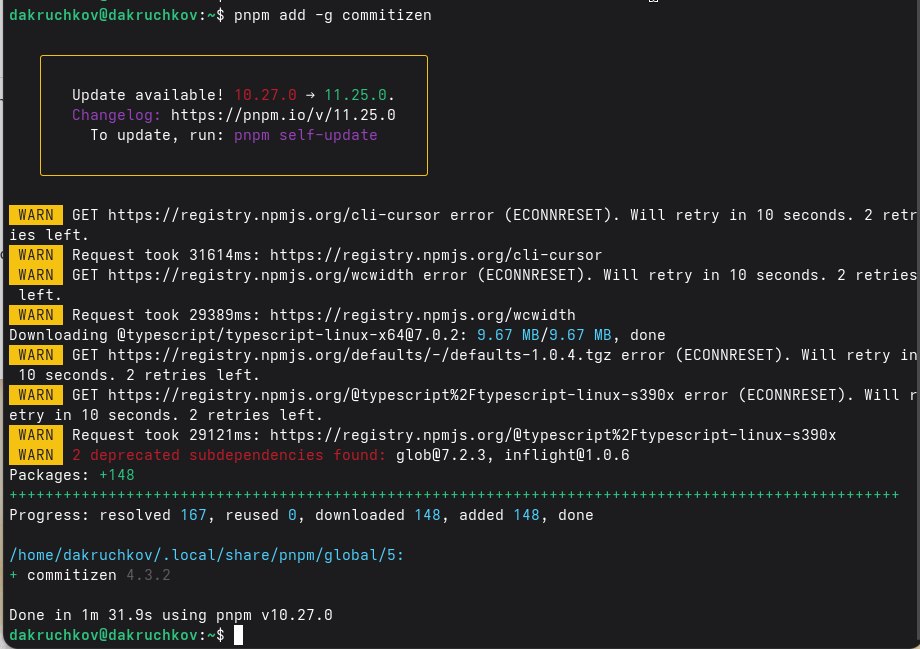 dakruchkov@dakruchkov:~$ pnpm add -g commitizen
Update available! 10.27.0 → 11.25.0.
Changelog: https://pnpm.io/v/11.25.0
To update, run: pnpm self-update
WARN  GET https://registry.npmjs.org/cli-cursor error (ECONNRESET). Will retry in 10 seconds. 2 retr
ies left.
WARN  Request took 31614ms: https://registry.npmjs.org/cli-cursor
WARN  GET https://registry.npmjs.org/wcwidth error (ECONNRESET). Will retry in 10 seconds. 2 retries
left.
WARN  Request took 29389ms: https://registry.npmjs.org/wcwidth
Downloading @typescript/typescript-linux-x64@7.0.2: 9.67 MB/9.67 MB, done
WARN  GET https://registry.npmjs.org/defaults/-/defaults-1.0.4.tgz error (ECONNRESET). Will retry in
10 seconds. 2 retries left.
WARN  GET https://registry.npmjs.org/@typescript%2Ftypescript-linux-s390x error (ECONNRESET). Will r
etry in 10 seconds. 2 retries left.
WARN  Request took 29121ms: https://registry.npmjs.org/@typescript%2Ftypescript-linux-s390x
WARN  2 deprecated subdependencies found: glob@7.2.3, inflight@1.0.6
Packages: +148
+++++++++++++++++++++++++++++++++++++++++++++++++++++++++++++++++++++++++++++++++++++++++++++++++++
Progress: resolved 167, reused 0, downloaded 148, added 148, done
/home/dakruchkov/.local/share/pnpm/global/5:
+ commitizen 4.3.2
Done in 1m 31.9s using pnpm v10.27.0
dakruchkov@dakruchkov:~$